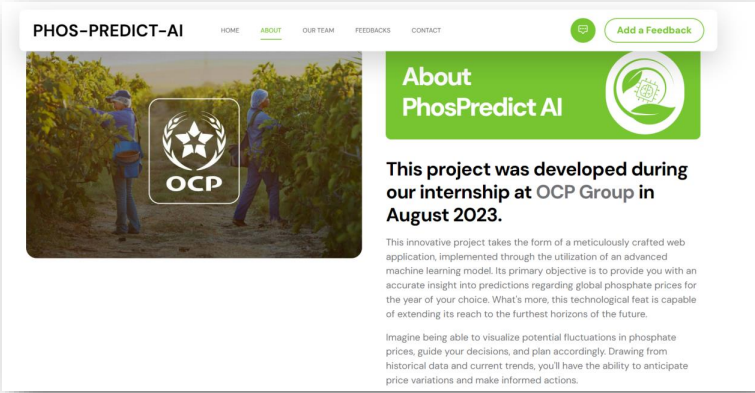 PHOS-PREDICT-AI
HOME
ABOUT
OUR TEAM
FEEDBACKS
CONTACT
Add a Feedback
OCP
About
PhosPredict AI
This project was developed during
our internship at OCP Group in
August 2023.
This innovative project takes the form of a meticulously crafted web
application, implemented through the utilization of an advanced
machine learning model. Its primary objective is to provide you with an
accurate insight into predictions regarding global phosphate prices for
the year of your choice. What's more, this technological feat is capable
of extending its reach to the furthest horizons of the future.
Imagine being able to visualize potential fluctuations in phosphate
prices, guide your decisions, and plan accordingly. Drawing from
historical data and current trends, you'll have the ability to anticipate
price variations and make informed actions.